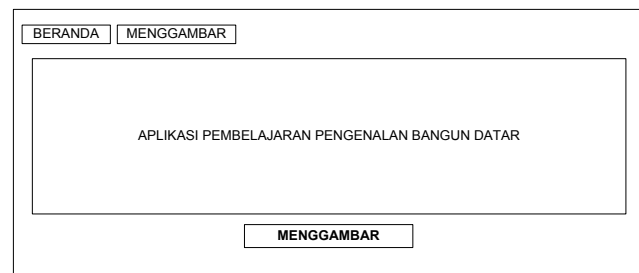 BERANDA MENGGAMBAR
APLIKASI PEMBELAJARAN PENGENALAN BANGUN DATAR
MENGGAMBAR